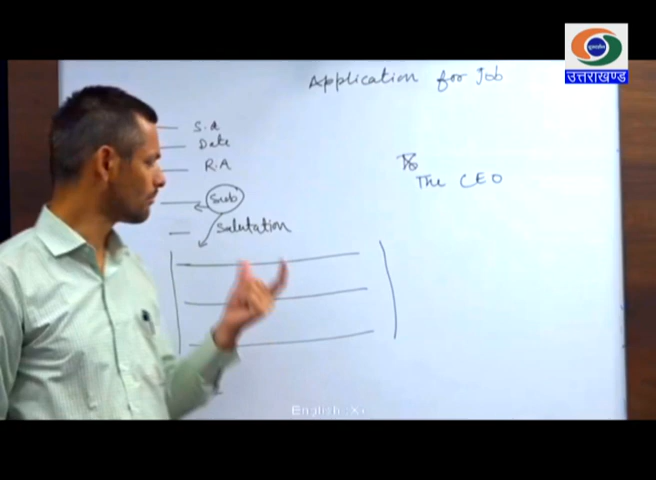 Application for Job
उत्तराखण्ड
S.A
Date
R.A
Sub
Salutation
To
The CEO
English :XI